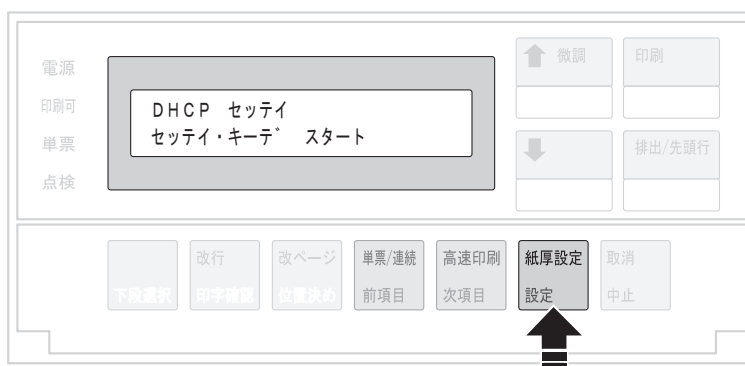 電源
印刷可
単票
点検
DHCP セッテイ
セッテイ・キーデ゛ スタート
微調
印刷
排出/先頭行
下段選択
改行
印字確認
改ページ
位置決め
単票/連続
前項目
高速印刷
次項目
紙厚設定
設定
取消
中止